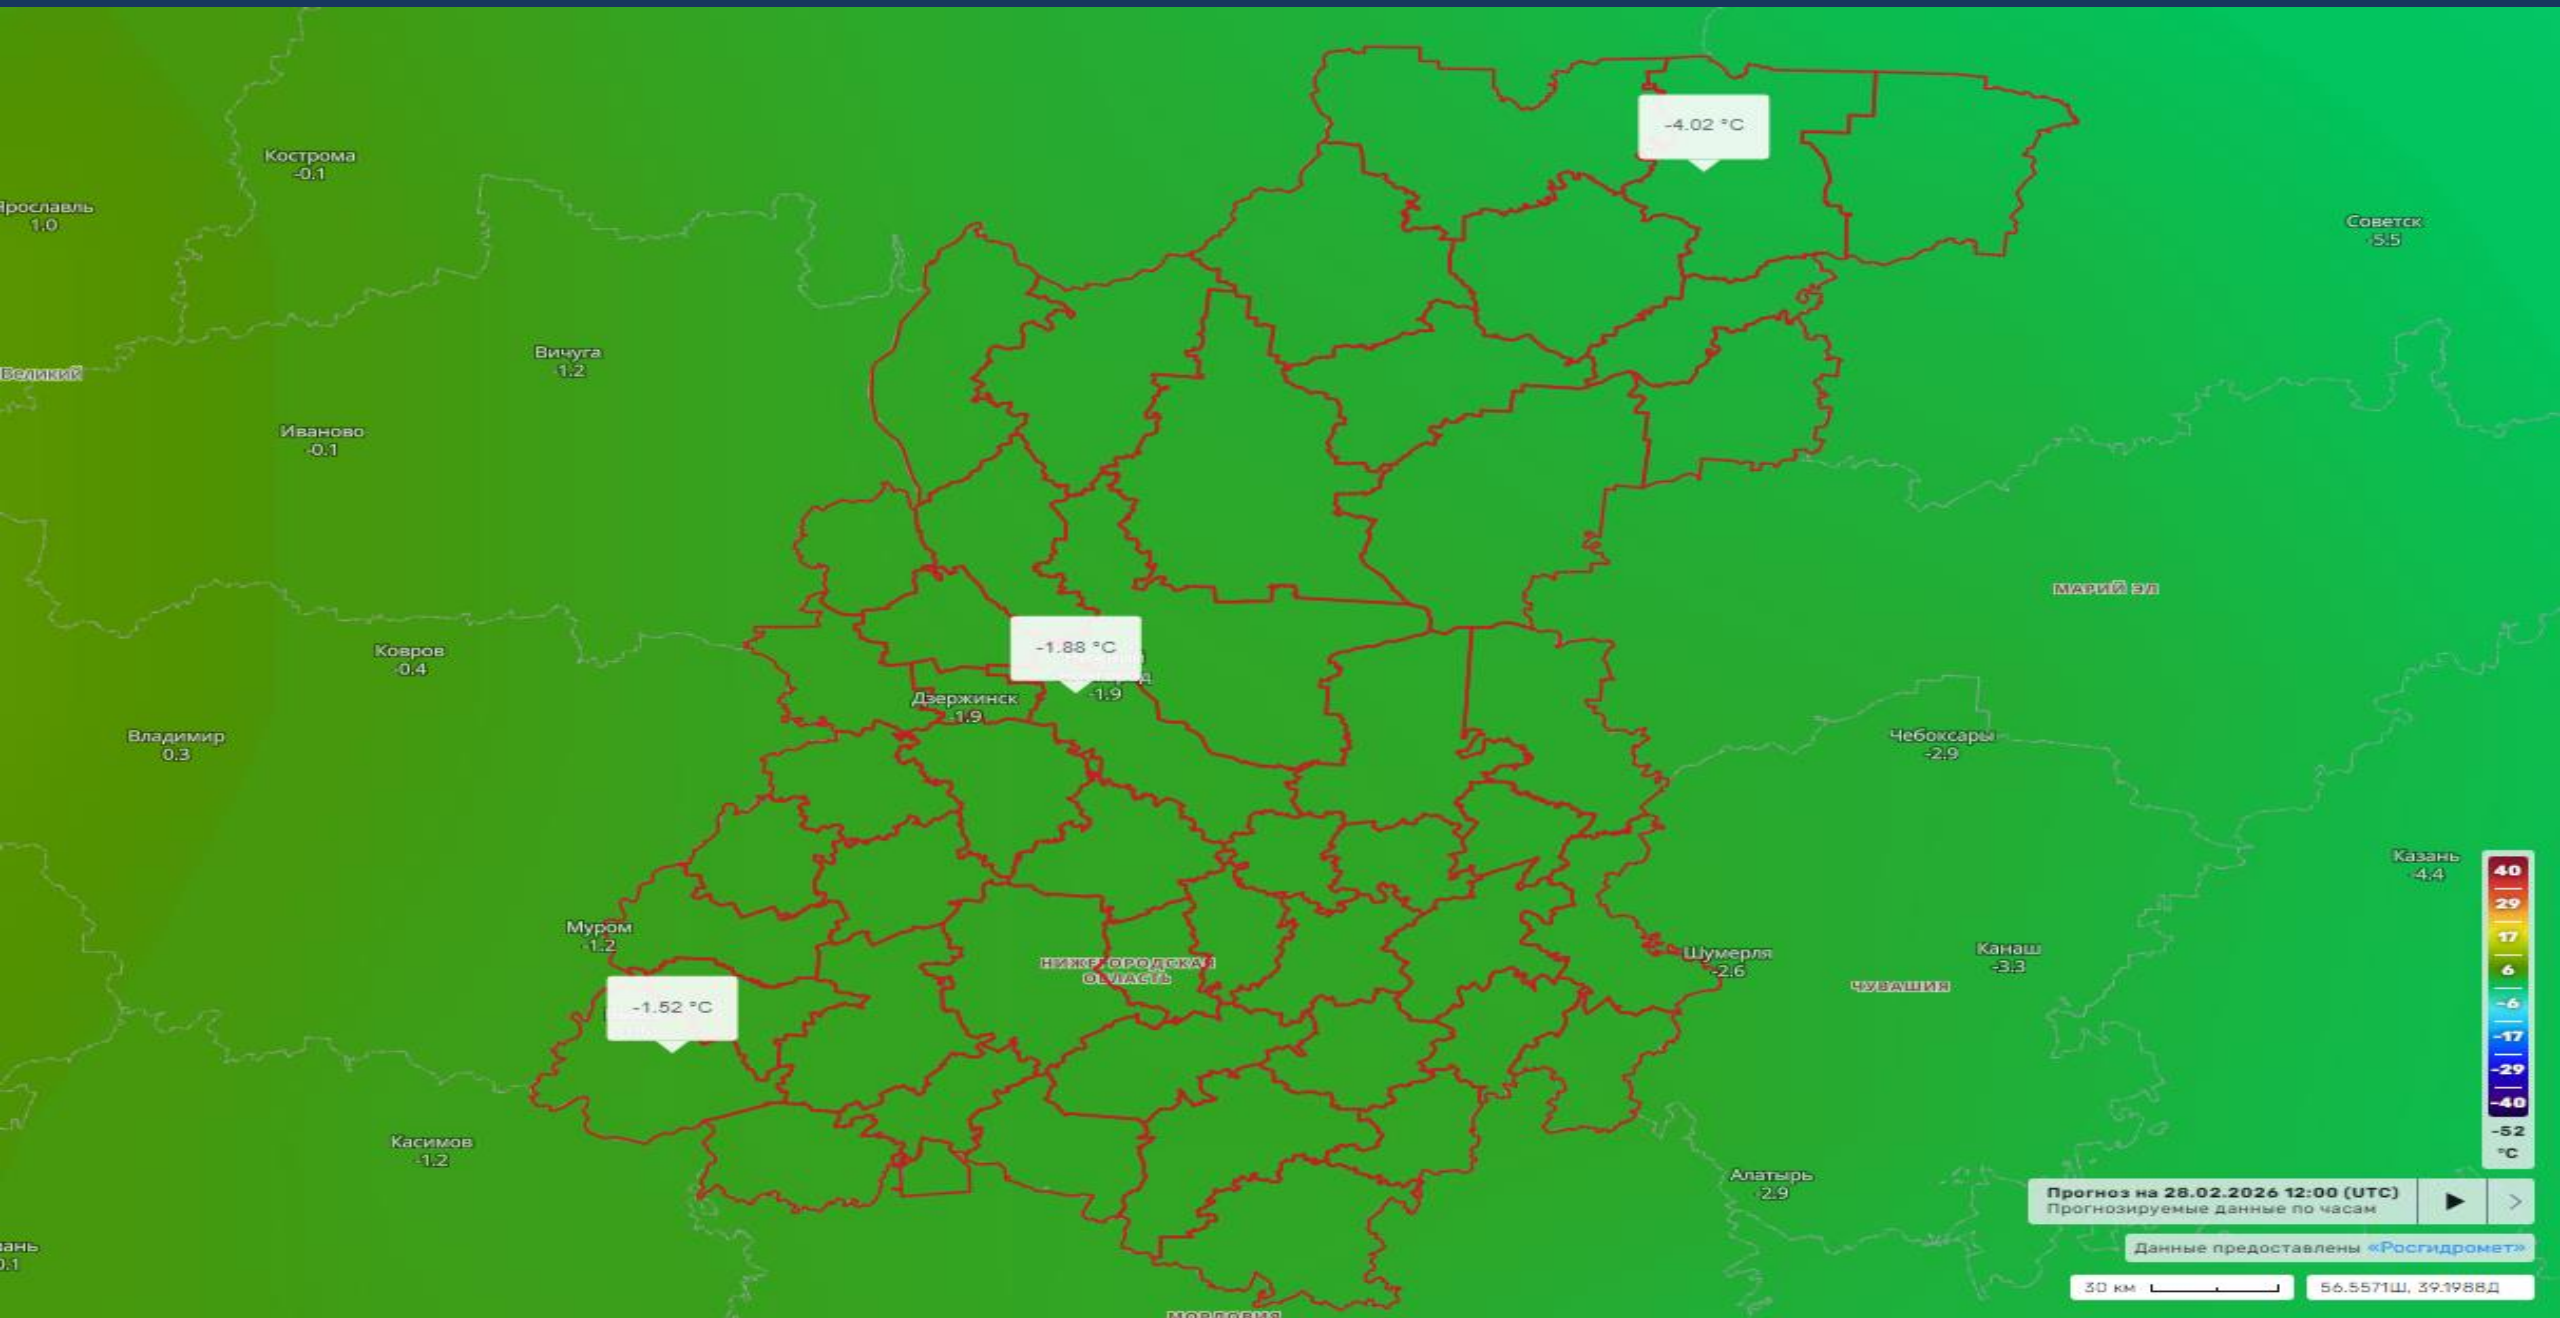 -4.02 °C
Кострома
-0.1
1.0
Советск
-5.5
Вичуга
-1.2
Великий
Иваново
-0.1
МАРИЙ ЭЛ
Ковров
-0.4
-1.88 °C
-1.9
Дзержинск
-1.9
Владимир
0.3
Чебоксары
-2.9
Казань
-4.4
Муром
-1.2
НИЖЕГОРОДСКАЯ
ОБЛАСТЬ
Шумерля
-2.6
Канаш
-3.3
ЧУВАШИЯ
-1.52 °C
Касимов
-1.2
Алатырь
-2.9
40
29
17
6
-6
-17
-29
-40
-52
°C
Прогноз на 28.02.2026 12:00 (UTC)
Прогнозируемые данные по часам
Данные предоставлены «Росгидромет»
30 км
56.5571Ш, 39.1988Д
МОРДОВИЯ